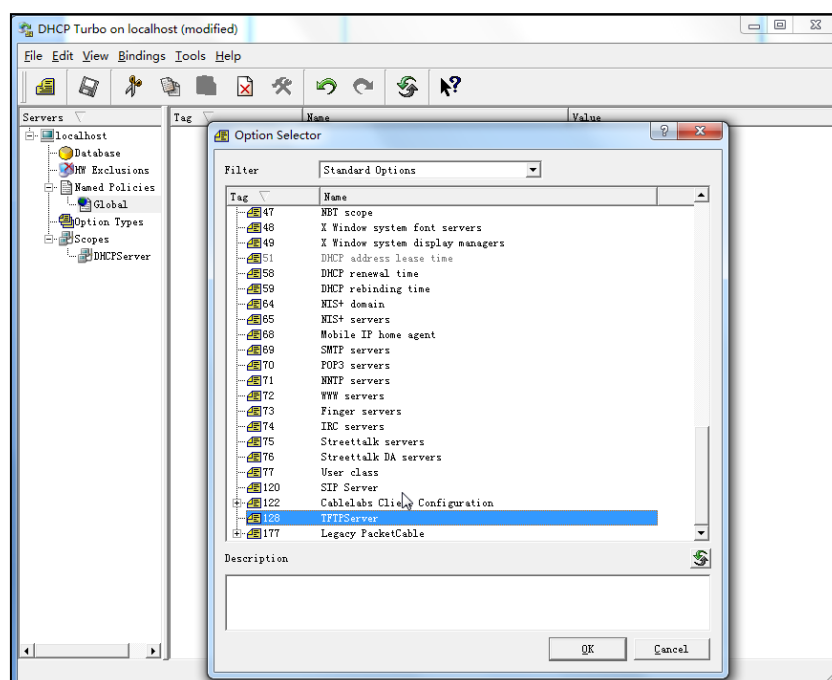 DHCP Turbo on localhost (modified)
File Edit View Bindings Tools Help
Servers Tag Name Value
localhost
Database
HW Exclusions
Named Policies
Global
Option Types
Scopes
DHCPServer
Option Selector
Filter Standard Options
Tag Name
47 NBT scope
48 X Window system font servers
49 X Window system display managers
51 DHCP address lease time
58 DHCP renewal time
59 DHCP rebinding time
64 NIS+ domain
65 NIS+ servers
68 Mobile IP home agent
69 SMTP servers
70 POP3 servers
71 NNTP servers
72 WWW servers
73 Finger servers
74 IRC servers
75 Streettalk servers
76 Streettalk DA servers
77 User class
120 SIP Server
122 Cablelabs Client Configuration
128 TFTPServer
177 Legacy PacketCable
Description
OK Cancel